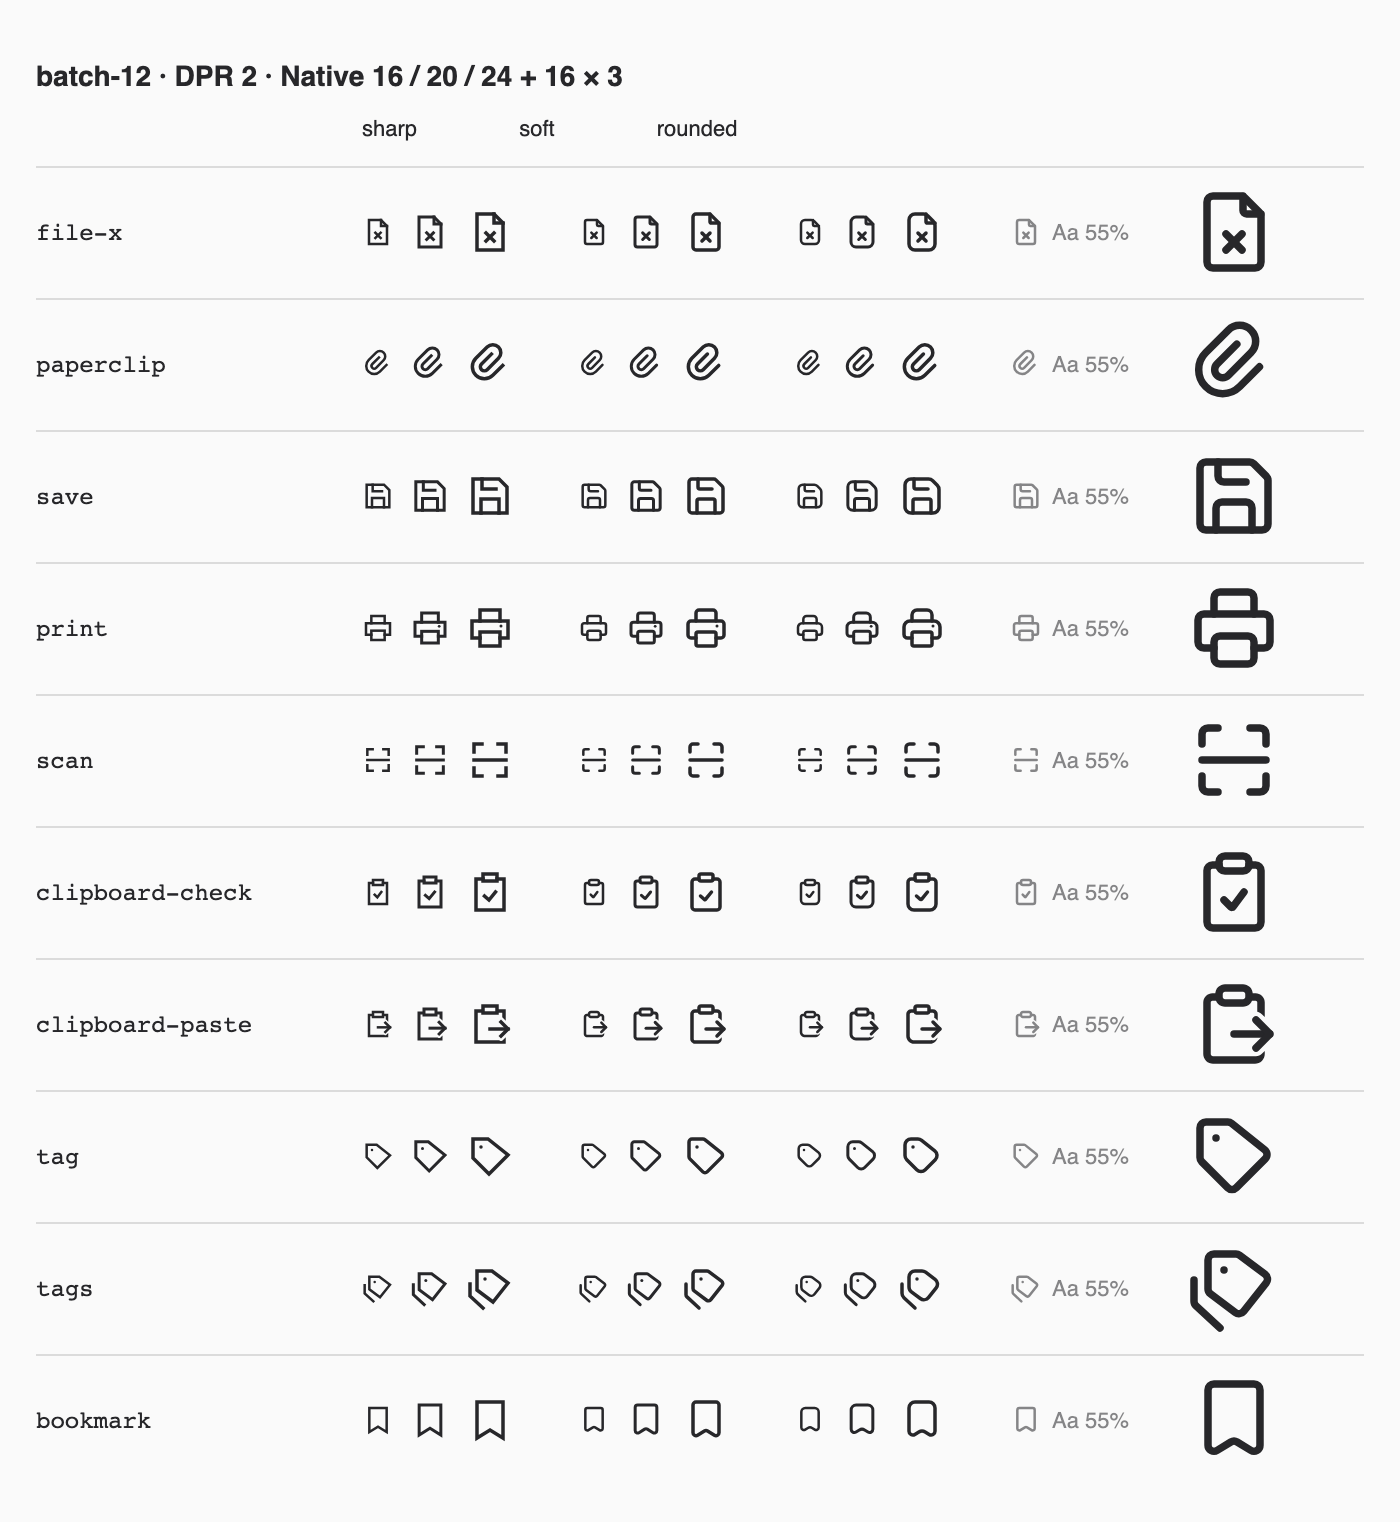 batch-12 · DPR 2 · Native 16 / 20 / 24 + 16 × 3
sharp soft rounded
file-x Aa 55%
paperclip Aa 55%
save Aa 55%
print Aa 55%
scan Aa 55%
clipboard-check Aa 55%
clipboard-paste Aa 55%
tag Aa 55%
tags Aa 55%
bookmark Aa 55%